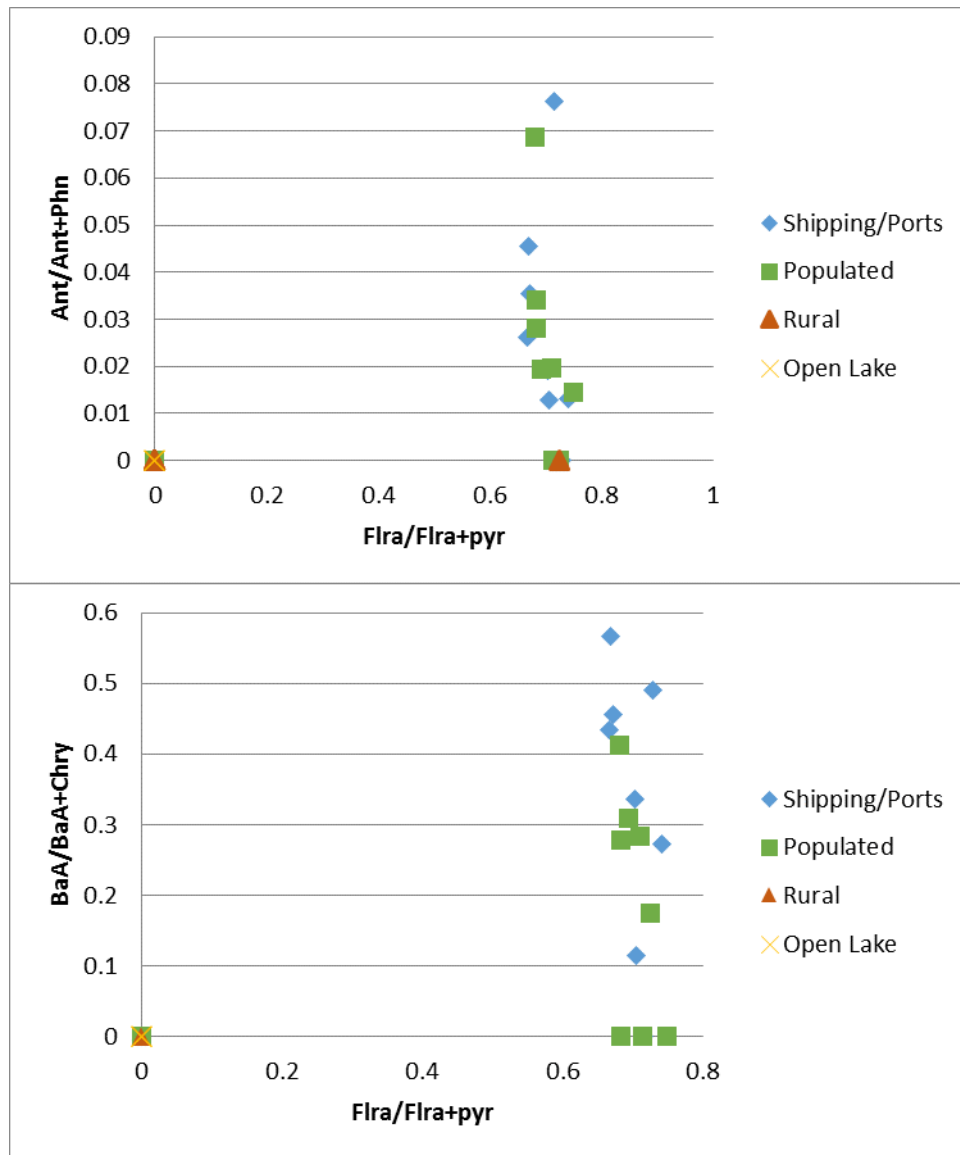 0.09
0.08
0.07
0.06
0.05
0.04
0.03
0.02
0.01
0
Ant/Ant+Phn
0 0.2 0.4 0.6 0.8 1
Flra/Flra+pyr
Shipping/Ports
Populated
Rural
Open Lake
0.6
0.5
0.4
0.3
0.2
0.1
0
BaA/BaA+Chry
0 0.2 0.4 0.6 0.8
Flra/Flra+pyr
Shipping/Ports
Populated
Rural
Open Lake